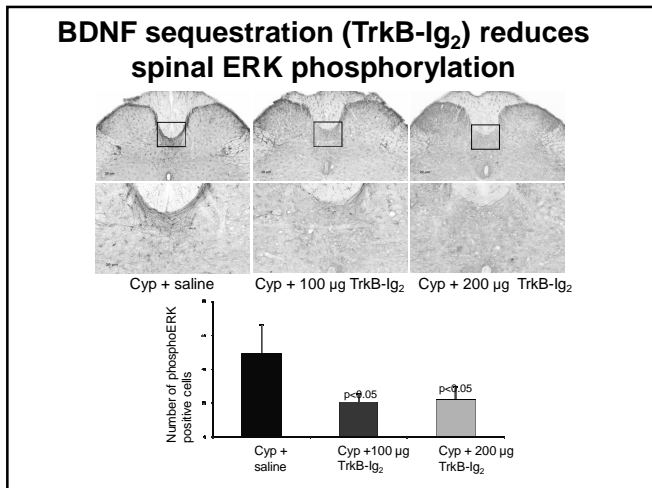 BDNF sequestration (TrkB-Ig2) reduces
spinal ERK phosphorylation
Cyp + saline
Cyp + 100 µg TrkB-Ig2
Cyp + 200 µg TrkB-Ig2
Number of phosphoERK
positive cells
p<0.05
p<0.05
Cyp +
saline
Cyp +100 µg
TrkB-Ig2
Cyp + 200 µg
TrkB-Ig2